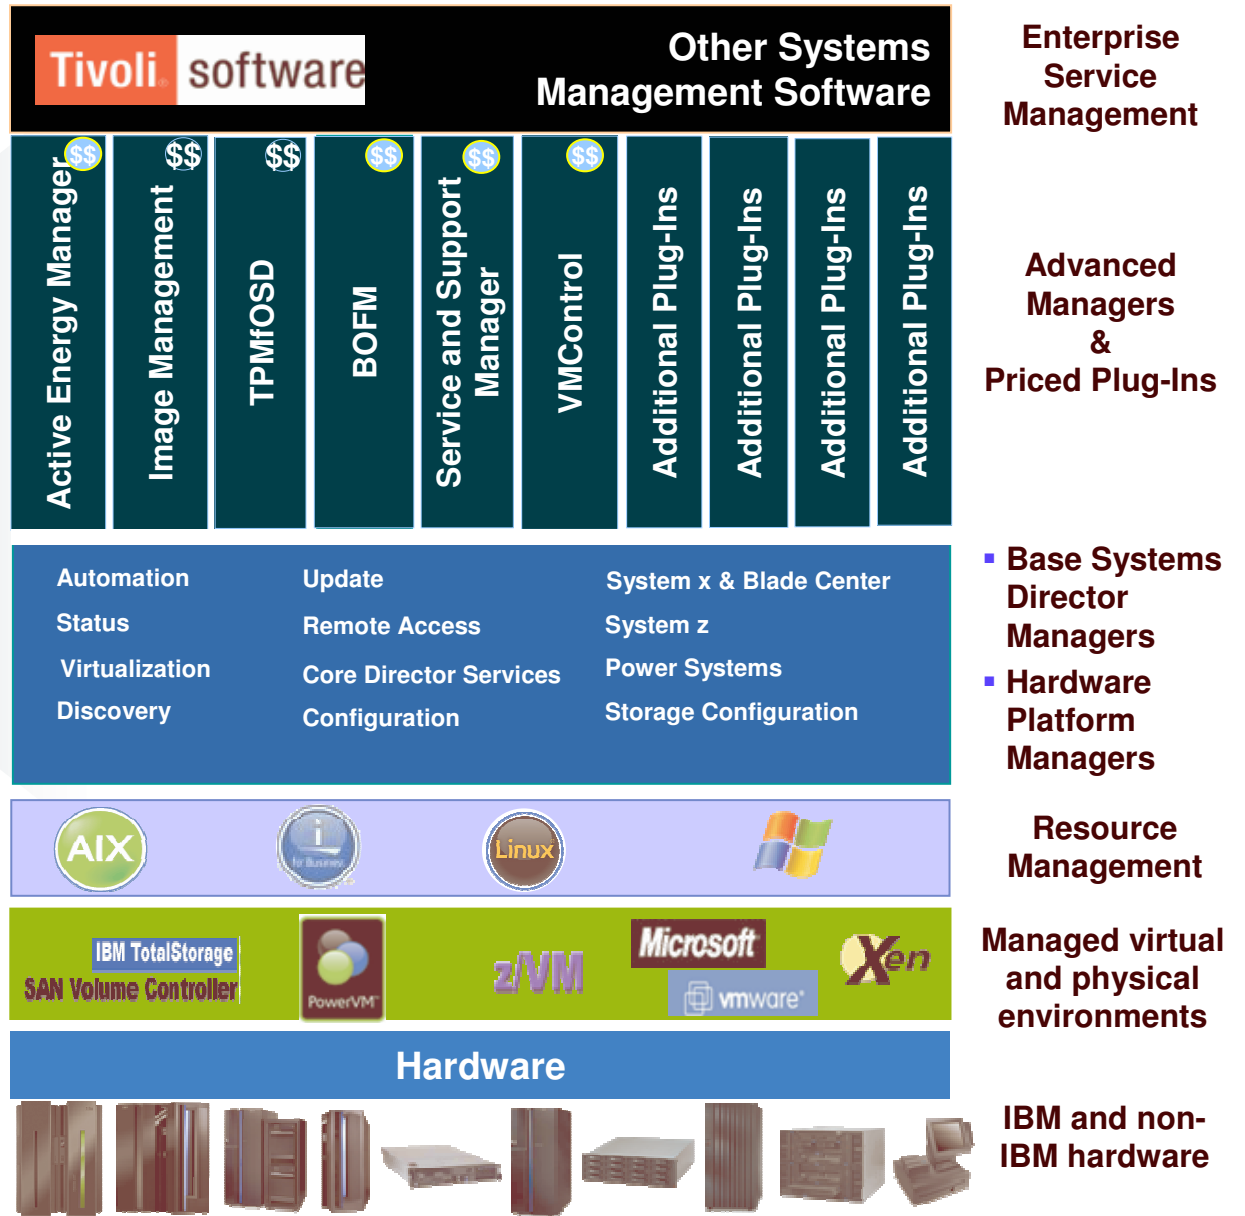 Tivoli® software
Other Systems
Management Software
Enterprise
Service
Management
$$
$$
$$
$$
$$
$$
Active Energy Manager
Image Management
TPMfOSD
BOFM
Service and Support
Manager
VMControl
Additional Plug-Ins
Additional Plug-Ins
Additional Plug-Ins
Additional Plug-Ins
Advanced
Managers
&
Priced Plug-Ins
Automation
Status
Virtualization
Discovery
Update
Remote Access
Core Director Services
Configuration
System x & Blade Center
System z
Power Systems
Storage Configuration
▪ Base Systems
Director
Managers
▪ Hardware
Platform
Managers
AIX
i
for Business
Linux
Resource
Management
IBM TotalStorage
SAN Volume Controller
PowerVM™
z/VM
Microsoft
vmware®
Xen
Managed virtual
and physical
environments
Hardware
IBM and non-
IBM hardware